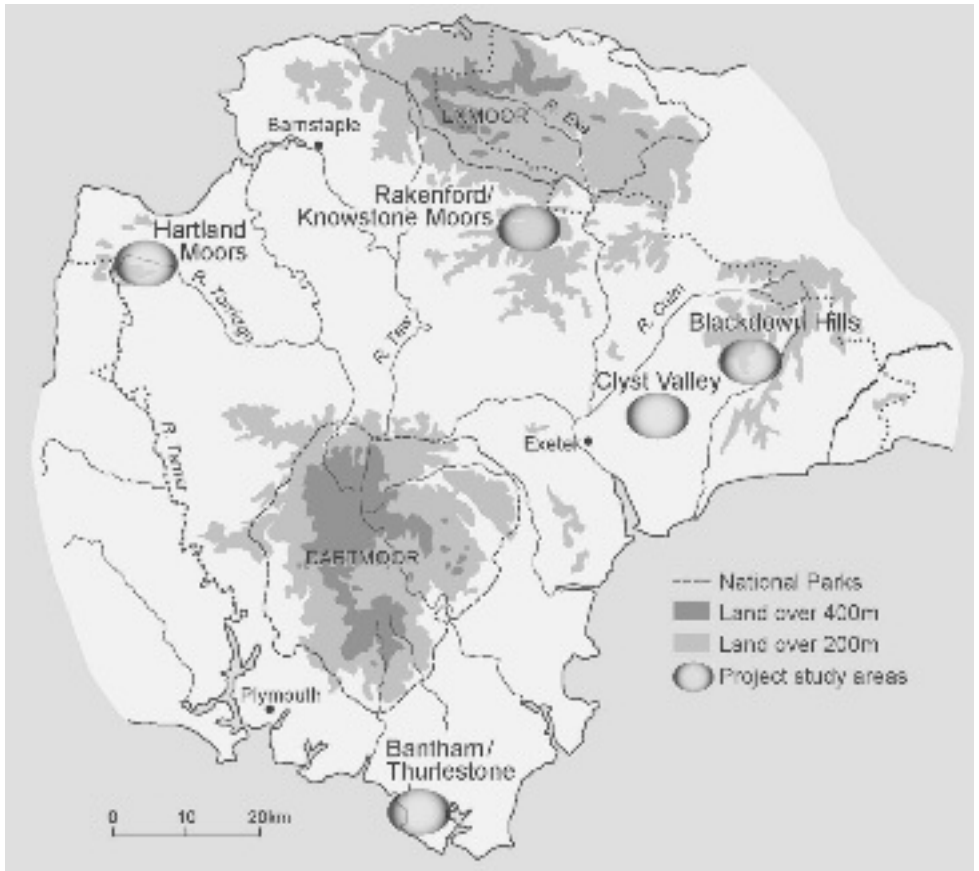 EXMOOR
R. Exe
Barnstaple
Rakenford/
Knowstone Moors
Hartland
Moors
R. Torridge
R. Taw
R. Culm
Blackdown Hills
Clyst Valley
Exeter
R. Tamar
DARTMOOR
National Parks
Land over 400m
Land over 200m
Project study areas
Plymouth
Bantham/
Thurlestone
0 10 20km